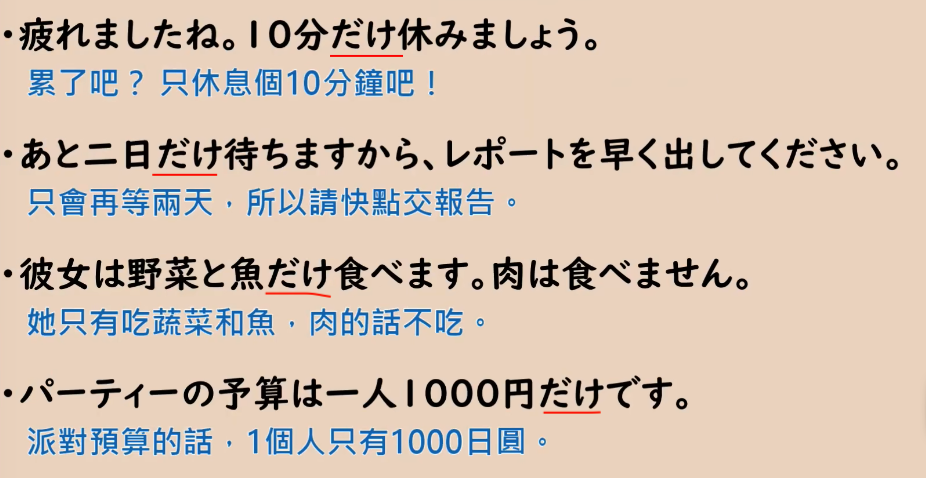 ・疲れましたね。10分だけ休みましょう。
累了吧？只休息個10分鐘吧！
・あと二日だけ待ちますから、レポートを早く出してください。
只會再等兩天，所以請快點交報告。
・彼女は野菜と魚だけ食べます。肉は食べません。
她只有吃蔬菜和魚，肉的話不吃。
・パーティーの予算は一人1000円だけです。
派對預算的話，1個人只有1000日圓。